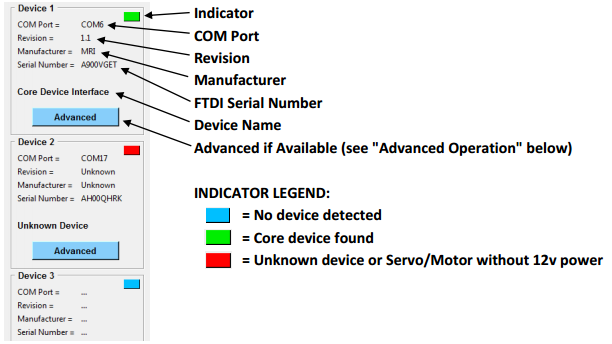 Device 1
COM Port = COM6
Revision = 1.1
Manufacturer = MRI
Serial Number = A900VGET
Core Device Interface
Advanced
Indicator
COM Port
Revision
Manufacturer
FTDI Serial Number
Device Name
Advanced if Available (see "Advanced Operation" below)
Device 2
COM Port = COM17
Revision = Unknown
Manufacturer = Unknown
Serial Number = AH00QHRK
Unknown Device
Advanced
INDICATOR LEGEND:
= No device detected
= Core device found
= Unknown device or Servo/Motor without 12v power
Device 3
COM Port = ...
Revision = ...
Manufacturer = ...
Serial Number = ...